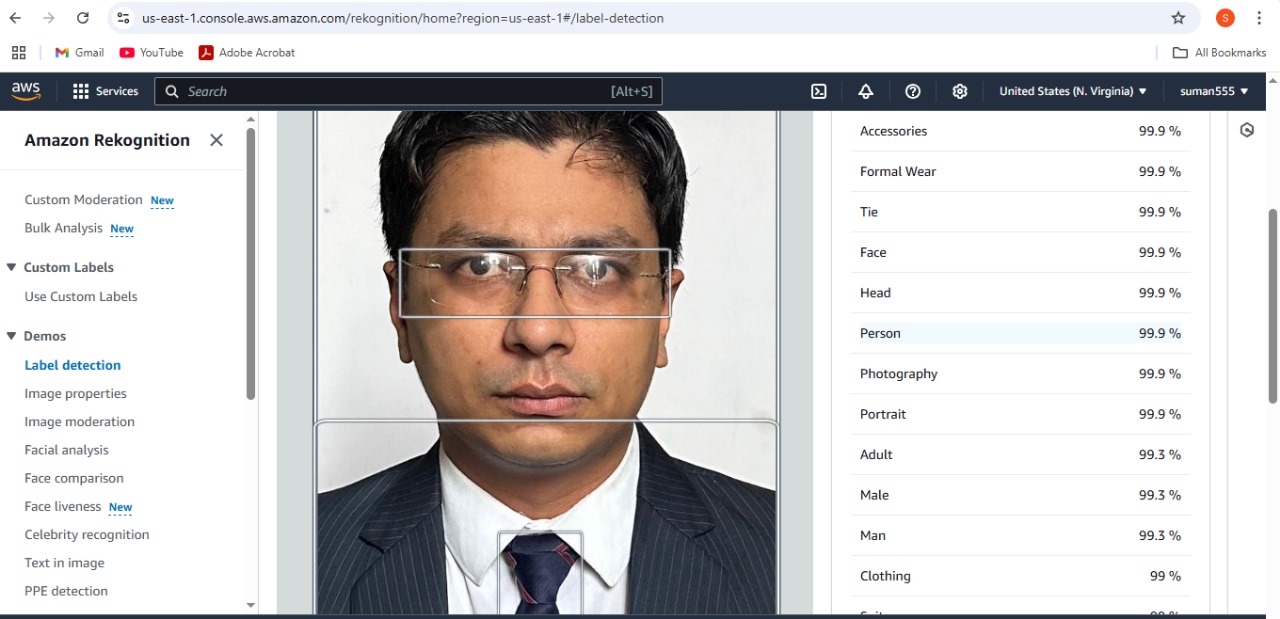 us-east-1.console.aws.amazon.com/rekognition/home?region=us-east-1#/label-detection
S
Gmail
YouTube
Adobe Acrobat
All Bookmarks
aws
Services
Search
[Alt+S]
United States (N. Virginia)
suman555
Amazon Rekognition
Custom Moderation New
Bulk Analysis New
Custom Labels
Use Custom Labels
Demos
Label detection
Image properties
Image moderation
Facial analysis
Face comparison
Face liveness New
Celebrity recognition
Text in image
PPE detection
Accessories 99.9 %
Formal Wear 99.9 %
Tie 99.9 %
Face 99.9 %
Head 99.9 %
Person 99.9 %
Photography 99.9 %
Portrait 99.9 %
Adult 99.3 %
Male 99.3 %
Man 99.3 %
Clothing 99 %